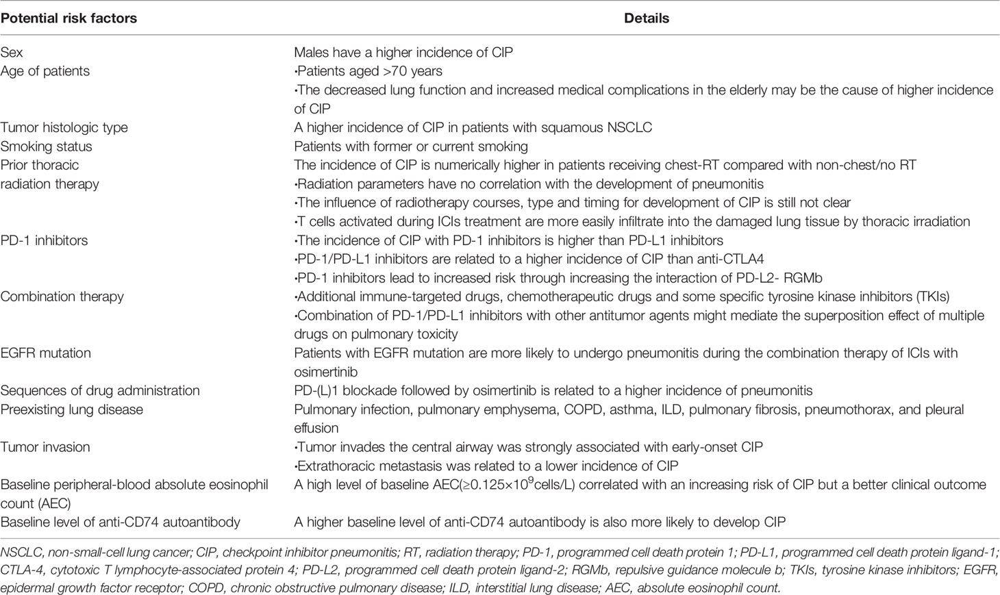 Potential risk factors Details
Sex Males have a higher incidence of CIP
Age of patients ·Patients aged >70 years
·The decreased lung function and increased medical complications in the elderly may be the cause of higher incidence
of CIP
Tumor histologic type A higher incidence of CIP in patients with squamous NSCLC
Smoking status Patients with former or current smoking
Prior thoracic The incidence of CIP is numerically higher in patients receiving chest-RT compared with non-chest/no RT
radiation therapy ·Radiation parameters have no correlation with the development of pneumonitis
·The influence of radiotherapy courses, type and timing for development of CIP is still not clear
·T cells activated during ICIs treatment are more easily infiltrate into the damaged lung tissue by thoracic irradiation
PD-1 inhibitors ·The incidence of CIP with PD-1 inhibitors is higher than PD-L1 inhibitors
·PD-1/PD-L1 inhibitors are related to a higher incidence of CIP than anti-CTLA4
·PD-1 inhibitors lead to increased risk through increasing the interaction of PD-L2- RGMb
Combination therapy ·Additional immune-targeted drugs, chemotherapeutic drugs and some specific tyrosine kinase inhibitors (TKIs)
·Combination of PD-1/PD-L1 inhibitors with other antitumor agents might mediate the superposition effect of multiple
drugs on pulmonary toxicity
EGFR mutation Patients with EGFR mutation are more likely to undergo pneumonitis during the combination therapy of ICIs with
osimertinib
Sequences of drug administration PD-(L)1 blockade followed by osimertinib is related to a higher incidence of pneumonitis
Preexisting lung disease Pulmonary infection, pulmonary emphysema, COPD, asthma, ILD, pulmonary fibrosis, pneumothorax, and pleural
effusion
Tumor invasion ·Tumor invades the central airway was strongly associated with early-onset CIP
·Extrathoracic metastasis was related to a lower incidence of CIP
Baseline peripheral-blood absolute eosinophil A high level of baseline AEC(≥0.125×10⁹cells/L) correlated with an increasing risk of CIP but a better clinical outcome
count (AEC)
Baseline level of anti-CD74 autoantibody A higher baseline level of anti-CD74 autoantibody is also more likely to develop CIP
NSCLC, non-small-cell lung cancer; CIP, checkpoint inhibitor pneumonitis; RT, radiation therapy; PD-1, programmed cell death protein 1; PD-L1, programmed cell death protein ligand-1;
CTLA-4, cytotoxic T lymphocyte-associated protein 4; PD-L2, programmed cell death protein ligand-2; RGMb, repulsive guidance molecule b; TKIs, tyrosine kinase inhibitors; EGFR,
epidermal growth factor receptor; COPD, chronic obstructive pulmonary disease; ILD, interstitial lung disease; AEC, absolute eosinophil count.